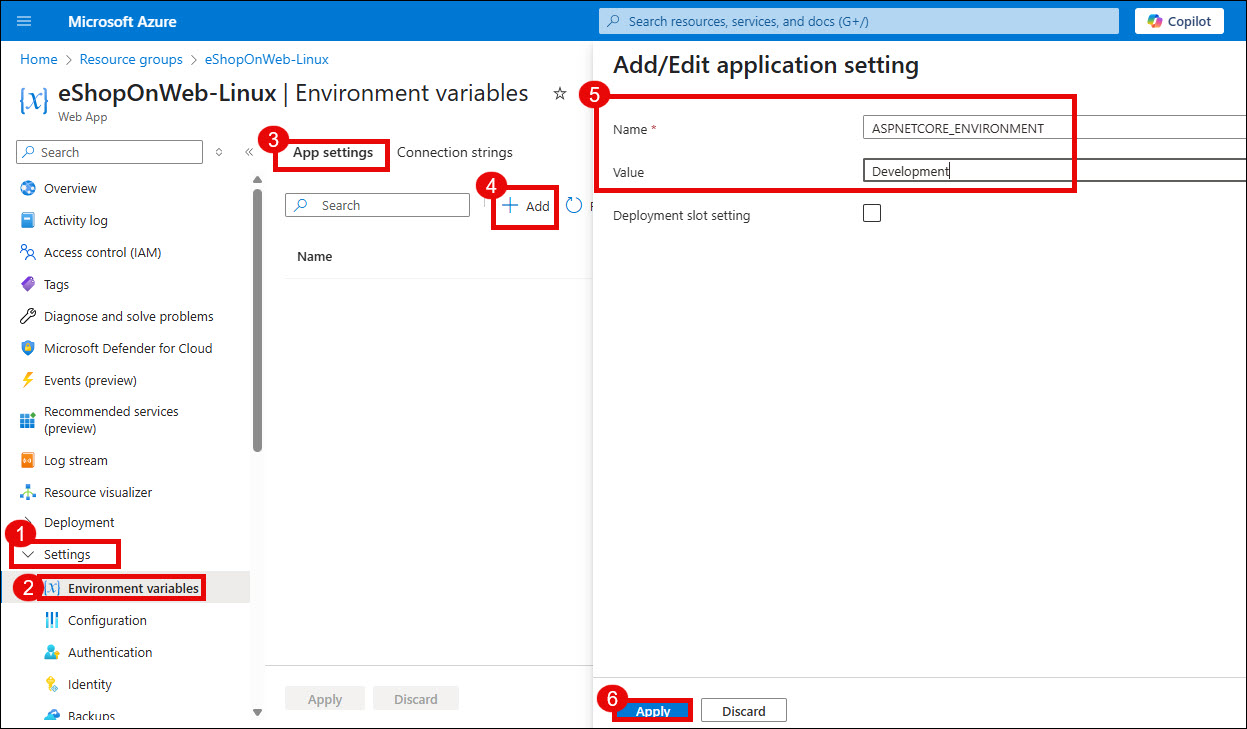 Microsoft Azure
Search resources, services, and docs (G+/)
Copilot
Home > Resource groups > eShopOnWeb-Linux
eShopOnWeb-Linux | Environment variables
Web App
Search
Overview
Activity log
Access control (IAM)
Tags
Diagnose and solve problems
Microsoft Defender for Cloud
Events (preview)
Recommended services
(preview)
Log stream
Resource visualizer
Deployment
1
Settings
2
Environment variables
Configuration
Authentication
Identity
Backups
3
App settings
Connection strings
Search
4
Add
Name
Apply
Discard
Add/Edit application setting
5
Name *
ASPNETCORE_ENVIRONMENT
Value
Development
Deployment slot setting
6
Apply
Discard